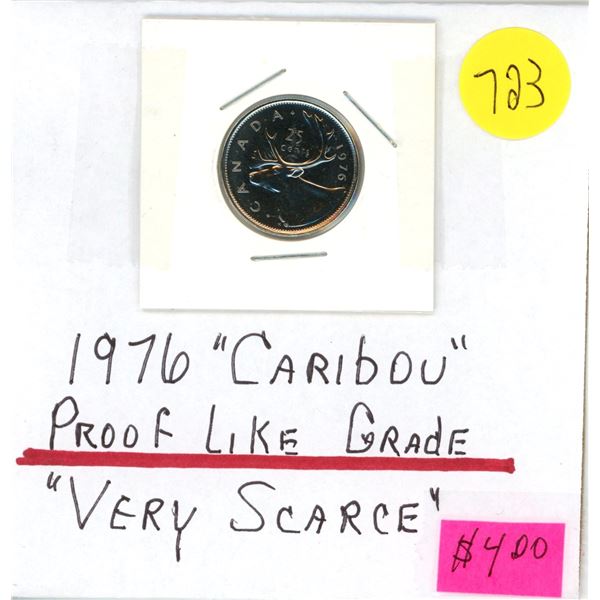 723
CANADA
25
CENTS
1976
1976 "CARIBOU"
PROOF LIKE GRADE
"VERY SCARCE"
$4.00